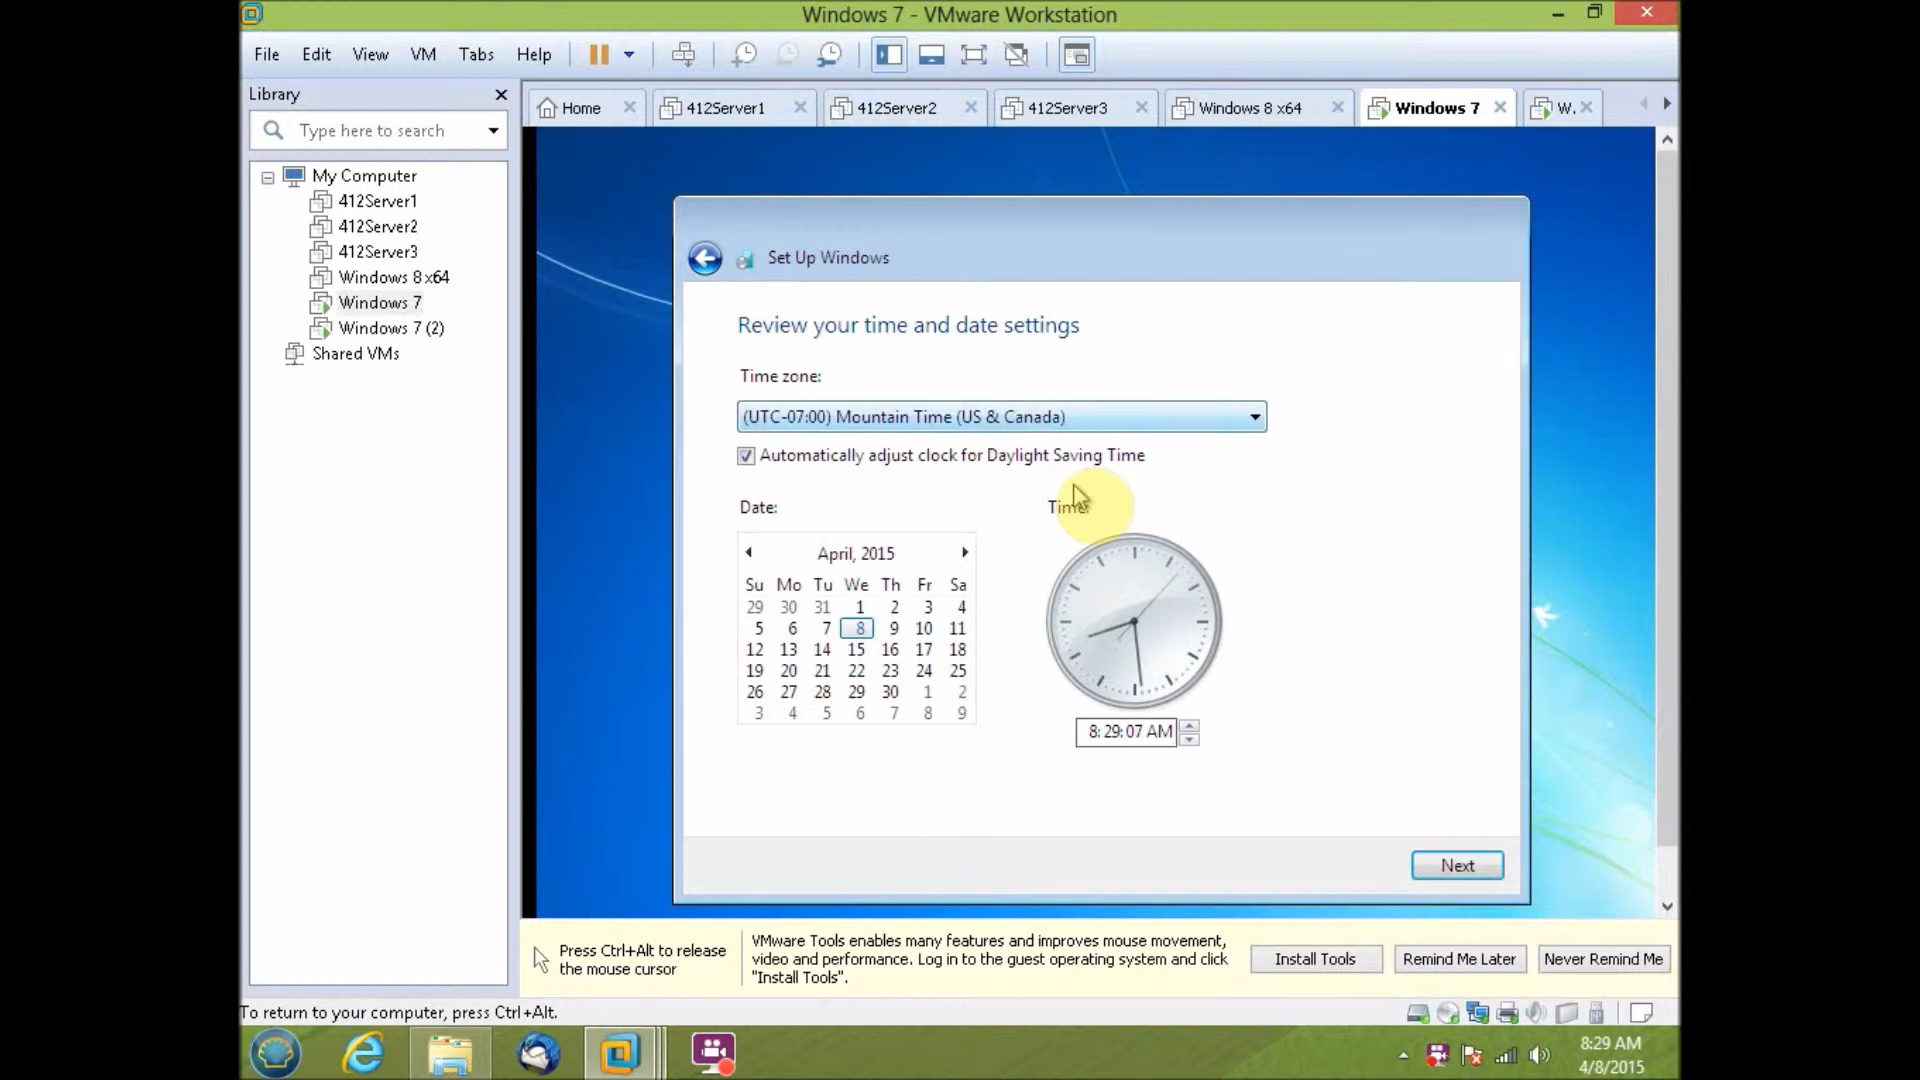 Windows 7 - VMware Workstation
File Edit View VM Tabs Help
Library
Type here to search
My Computer
412Server1
412Server2
412Server3
Windows 8 x64
Windows 7
Windows 7 (2)
Shared VMs
Home 412Server1 412Server2 412Server3 Windows 8 x64 Windows 7 W.
Set Up Windows
Review your time and date settings
Time zone:
(UTC-07:00) Mountain Time (US & Canada)
Automatically adjust clock for Daylight Saving Time
Date:
April, 2015
Su Mo Tu We Th Fr Sa
29 30 31 1 2 3 4
5 6 7 8 9 10 11
12 13 14 15 16 17 18
19 20 21 22 23 24 25
26 27 28 29 30 1 2
3 4 5 6 7 8 9
Time:
8:29:07 AM
Next
Press Ctrl+Alt to release
the mouse cursor
VMware Tools enables many features and improves mouse movement,
video and performance. Log in to the guest operating system and click
"Install Tools".
Install Tools Remind Me Later Never Remind Me
To return to your computer, press Ctrl+Alt.
8:29 AM
4/8/2015